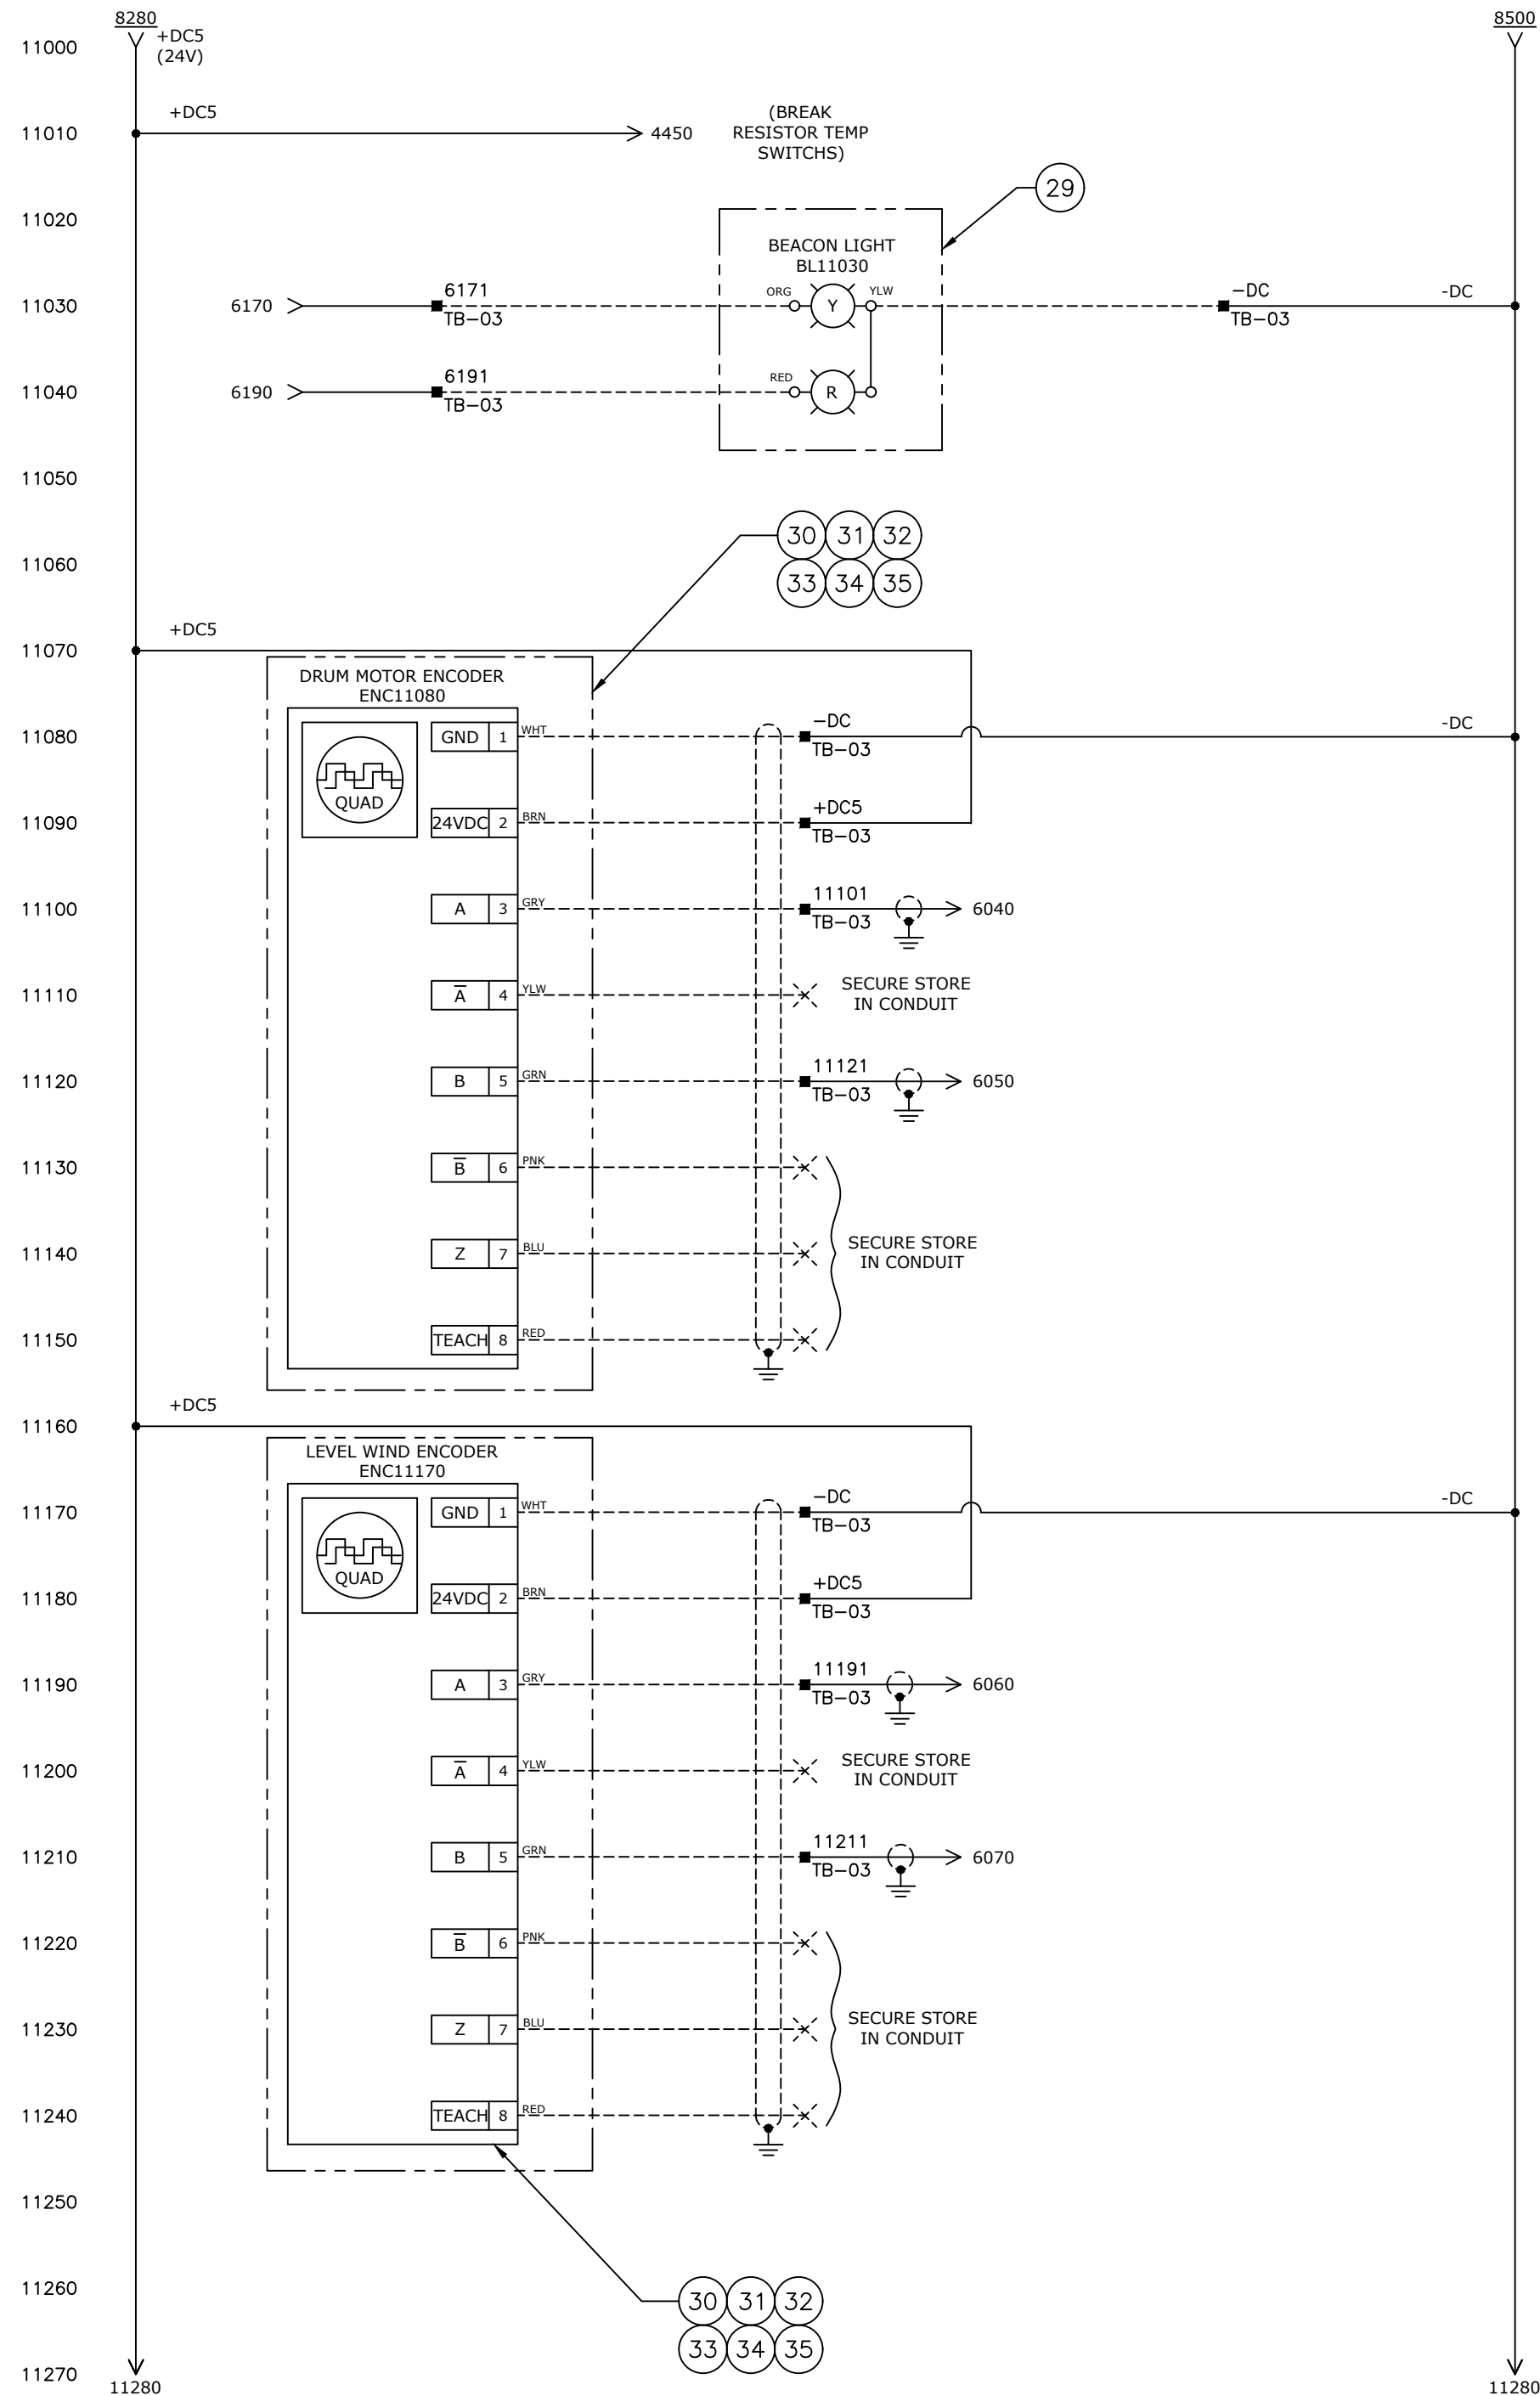 8280
8500
11000
+DC5
(24V)
11010
+DC5
4450
(BREAK
RESISTOR TEMP
SWITCHS)
29
11020
BEACON LIGHT
BL11030
11030
6170
6171
TB-03
ORG
Y
YLW
-DC
TB-03
-DC
11040
6190
6191
TB-03
RED
R
11050
30 31 32
33 34 35
11060
11070
+DC5
DRUM MOTOR ENCODER
ENC11080
QUAD
11080
GND 1 WHT
-DC
TB-03
-DC
11090
24VDC 2 BRN
+DC5
TB-03
11100
A 3 GRY
11101
TB-03
6040
11110
A̅ 4 YLW
SECURE STORE
IN CONDUIT
11120
B 5 GRN
11121
TB-03
6050
11130
B̅ 6 PNK
11140
Z 7 BLU
SECURE STORE
IN CONDUIT
11150
TEACH 8 RED
11160
+DC5
LEVEL WIND ENCODER
ENC11170
QUAD
11170
GND 1 WHT
-DC
TB-03
-DC
11180
24VDC 2 BRN
+DC5
TB-03
11190
A 3 GRY
11191
TB-03
6060
11200
A̅ 4 YLW
SECURE STORE
IN CONDUIT
11210
B 5 GRN
11211
TB-03
6070
11220
B̅ 6 PNK
11230
Z 7 BLU
SECURE STORE
IN CONDUIT
11240
TEACH 8 RED
11250
11260
30 31 32
33 34 35
11270
11280
11280